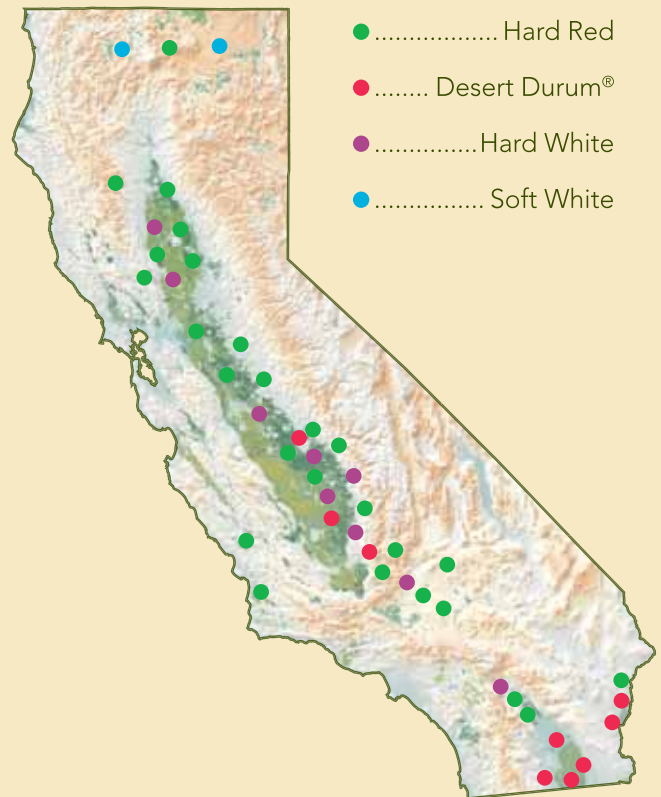 .................. Hard Red
........ Desert Durum®
............... Hard White
................ Soft White